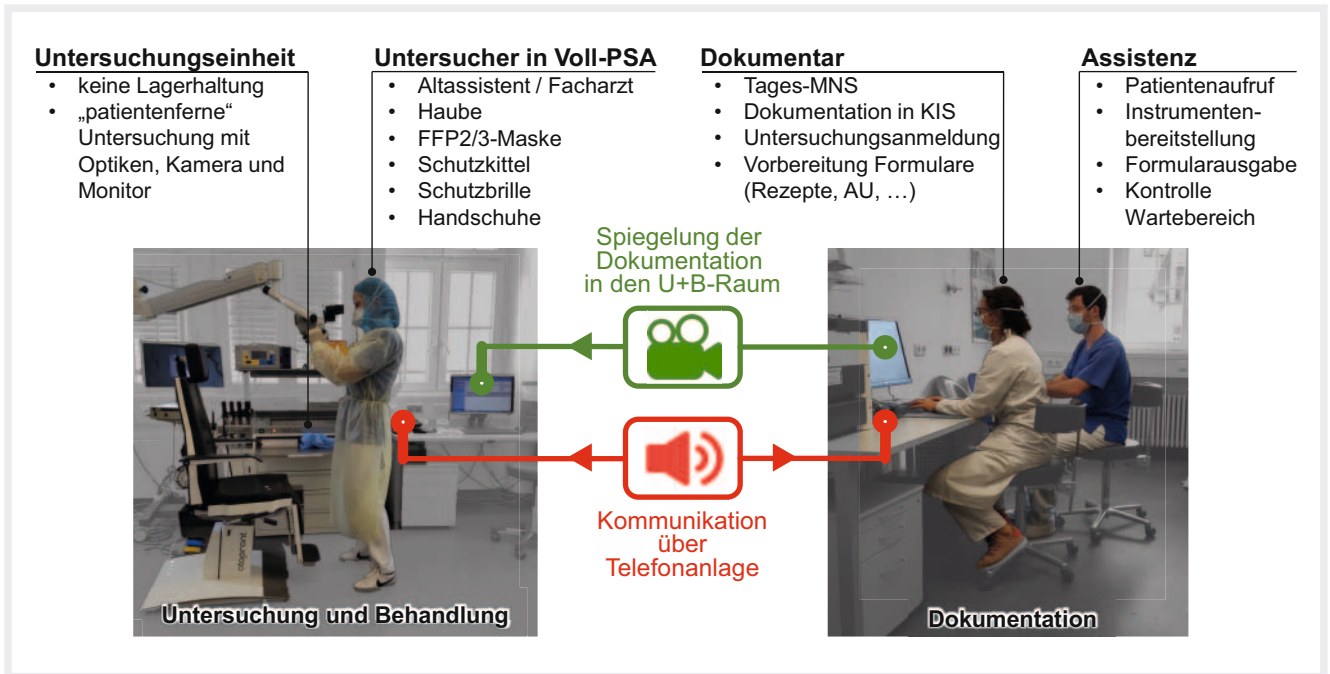 Untersuchungseinheit
• keine Lagerhaltung
• „patientenferne“
Untersuchung mit
Optiken, Kamera und
Monitor
Untersucher in Voll-PSA
• Altassistent / Facharzt
• Haube
• FFP2/3-Maske
• Schutzkittel
• Schutzbrille
• Handschuhe
Dokumentar
• Tages-MNS
• Dokumentation in KIS
• Untersuchungsanmeldung
• Vorbereitung Formulare
(Rezepte, AU, …)
Assistenz
• Patientenaufruf
• Instrumenten-
bereitstellung
• Formularausgabe
• Kontrolle
Wartebereich
Spiegelung der
Dokumentation
in den U+B-Raum
Kommunikation
über
Telefonanlage
otopront
Untersuchung und Behandlung
Dokumentation